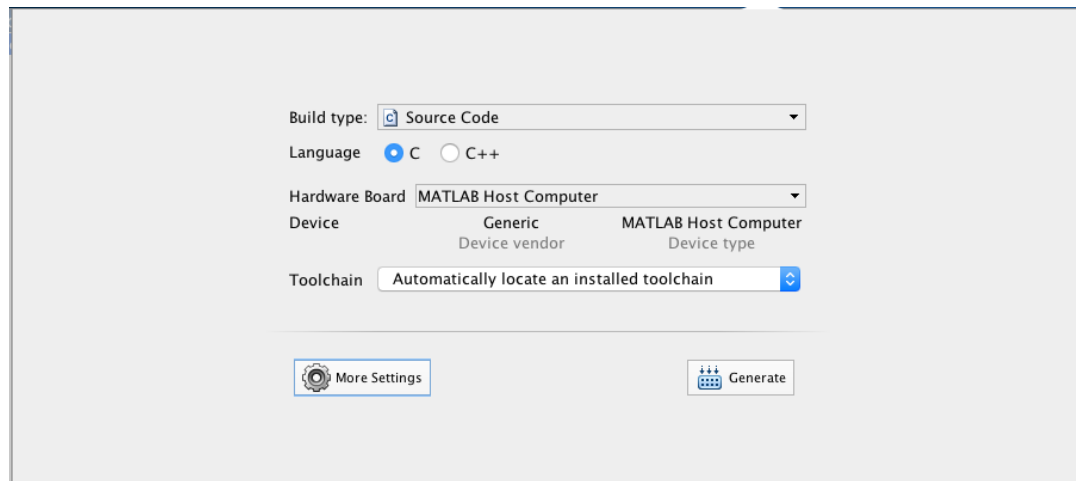 Build type: Source Code
Language C C++
Hardware Board MATLAB Host Computer
Device Generic MATLAB Host Computer
Device vendor Device type
Toolchain Automatically locate an installed toolchain
More Settings Generate